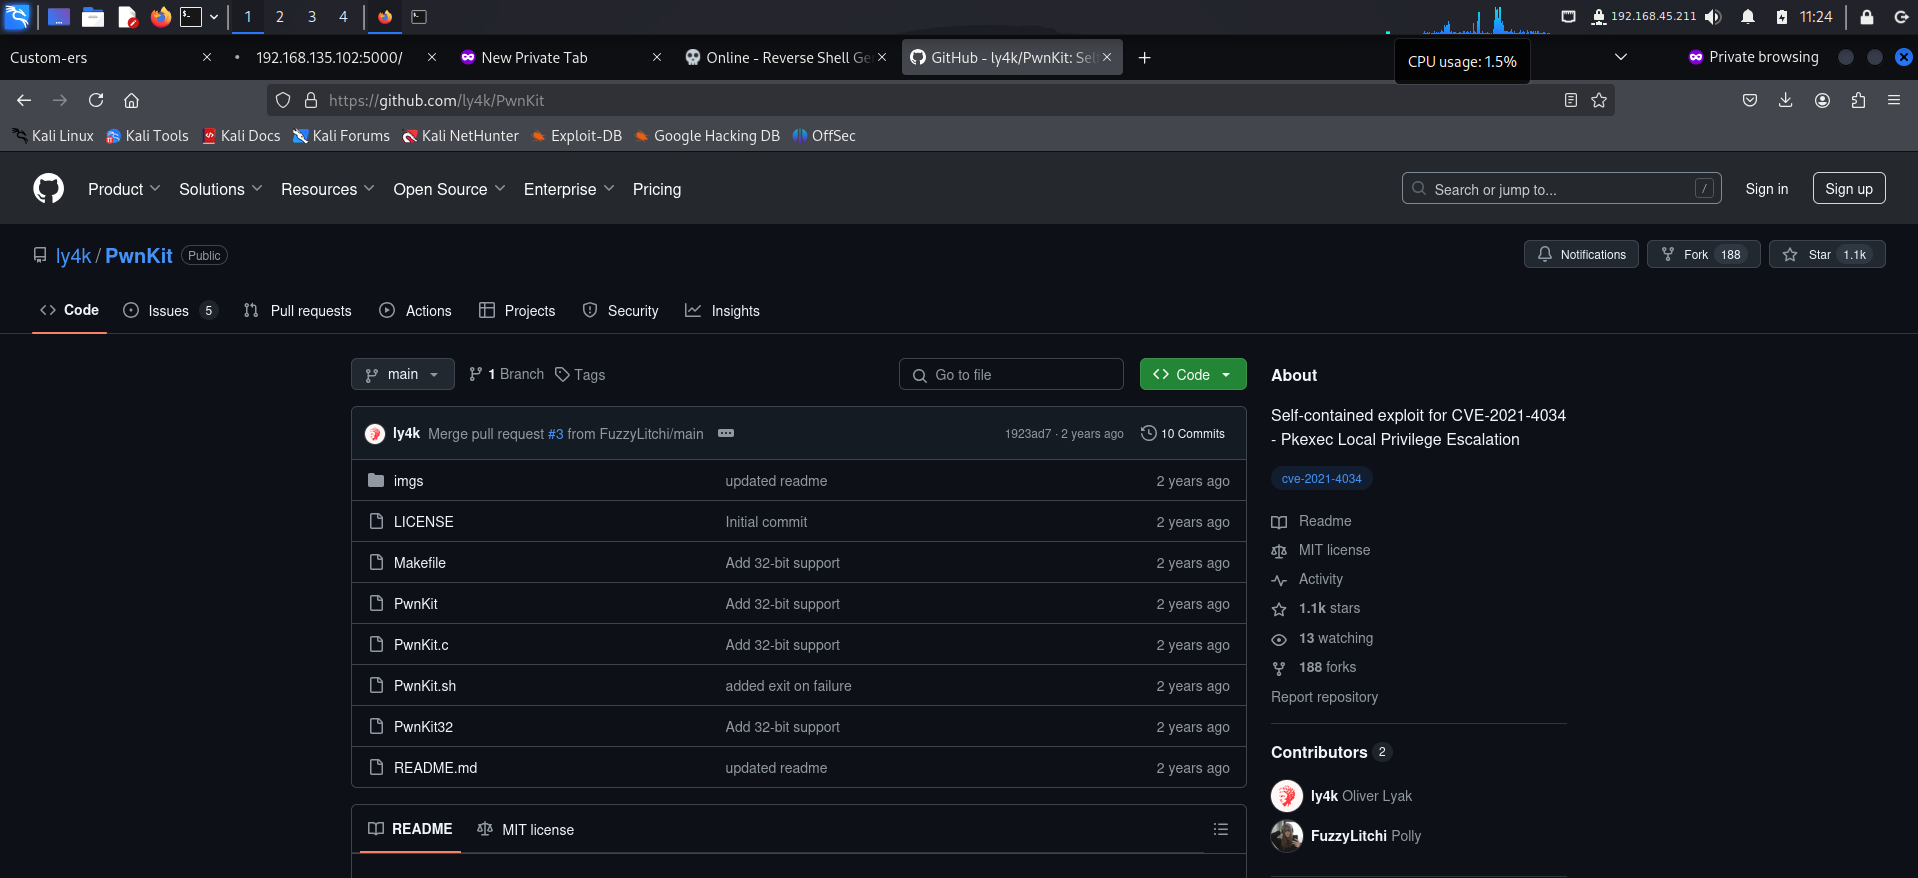 1 2 3 4 192.168.45.211 11:24
Custom-ers 192.168.135.102:5000/ New Private Tab Online - Reverse Shell Ge GitHub - ly4k/PwnKit: Sel Private browsing
CPU usage: 1.5%
https://github.com/ly4k/PwnKit
Kali Linux Kali Tools Kali Docs Kali Forums Kali NetHunter Exploit-DB Google Hacking DB OffSec
Product Solutions Resources Open Source Enterprise Pricing Search or jump to... / Sign in Sign up
ly4k / PwnKit Public Notifications Fork 188 Star 1.1k
Code Issues 5 Pull requests Actions Projects Security Insights
main 1 Branch Tags Go to file Code
ly4k Merge pull request #3 from FuzzyLitchi/main 1923ad7 · 2 years ago 10 Commits
imgs updated readme 2 years ago
LICENSE Initial commit 2 years ago
Makefile Add 32-bit support 2 years ago
PwnKit Add 32-bit support 2 years ago
PwnKit.c Add 32-bit support 2 years ago
PwnKit.sh added exit on failure 2 years ago
PwnKit32 Add 32-bit support 2 years ago
README.md updated readme 2 years ago
README MIT license
About
Self-contained exploit for CVE-2021-4034
- Pkexec Local Privilege Escalation
cve-2021-4034
Readme
MIT license
Activity
1.1k stars
13 watching
188 forks
Report repository
Contributors 2
ly4k Oliver Lyak
FuzzyLitchi Polly